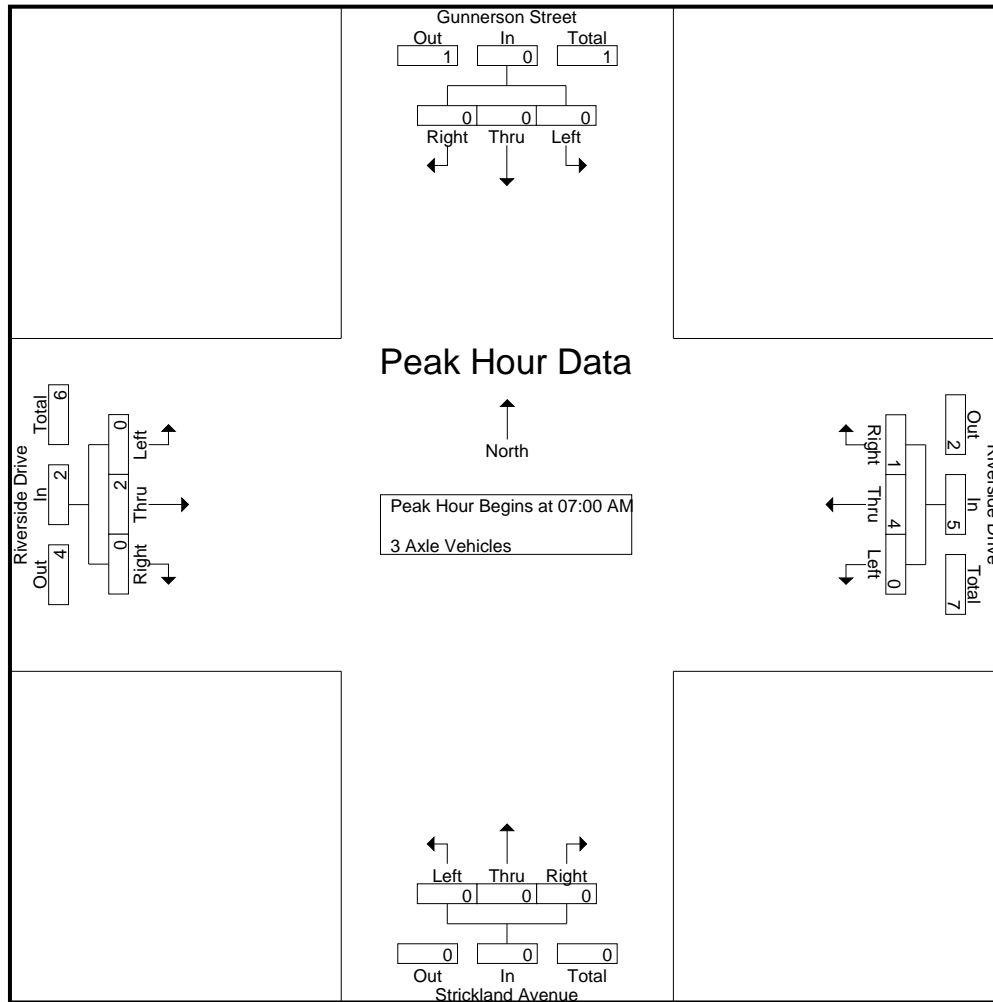 Gunnerson Street
Out In Total
1 0 1
0 0 0
Right Thru Left
Peak Hour Data
North
Peak Hour Begins at 07:00 AM
3 Axle Vehicles
Riverside Drive
Out In Total
4 2 6
0 2 0
Right Thru Left
Riverside Drive
Out In Total
2 5 7
1 4 0
Right Thru Left
Left Thru Right
0 0 0
0 0 0
Out In Total
Strickland Avenue